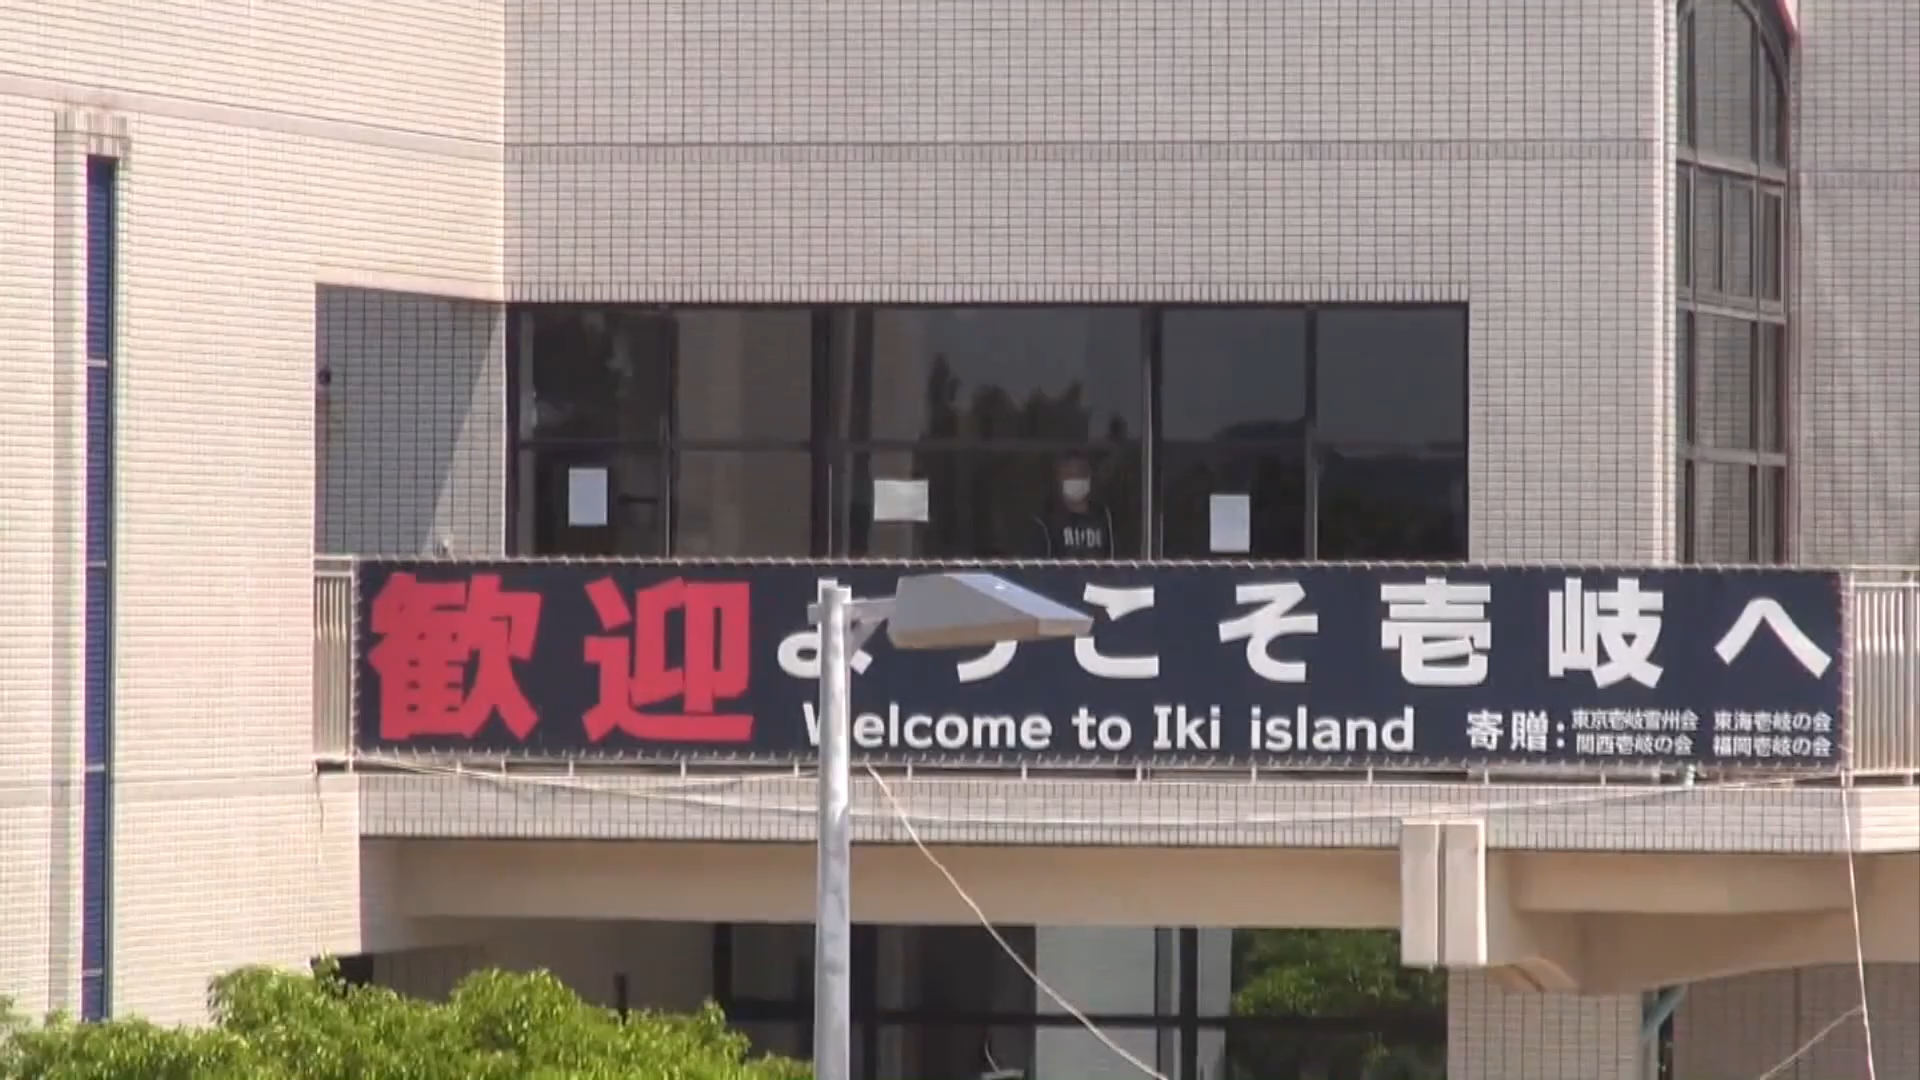 歓迎 ようこそ壱岐へ
Welcome to Iki island
寄贈: 東京壱岐雪州会 東海壱岐の会
関西壱岐の会 福岡壱岐の会